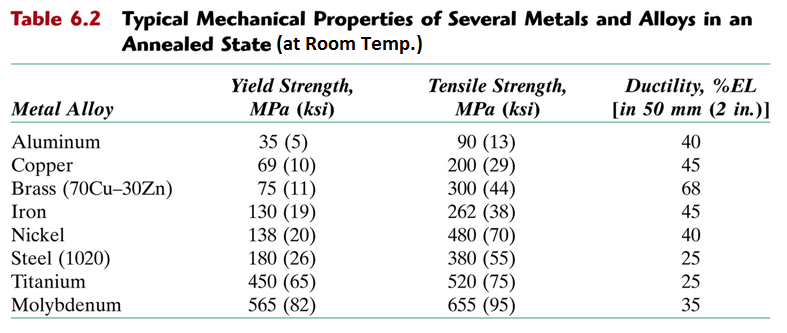 Table 6.2 Typical Mechanical Properties of Several Metals and Alloys in an
Annealed State (at Room Temp.)
Yield Strength, Tensile Strength, Ductility, %EL
Metal Alloy MPa (ksi) MPa (ksi) [in 50 mm (2 in.)]
Aluminum 35 (5) 90 (13) 40
Copper 69 (10) 200 (29) 45
Brass (70Cu–30Zn) 75 (11) 300 (44) 68
Iron 130 (19) 262 (38) 45
Nickel 138 (20) 480 (70) 40
Steel (1020) 180 (26) 380 (55) 25
Titanium 450 (65) 520 (75) 25
Molybdenum 565 (82) 655 (95) 35